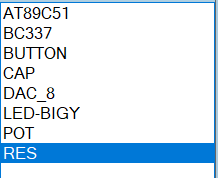 AT89C51
BC337
BUTTON
CAP
DAC_8
LED-BIGY
POT
RES